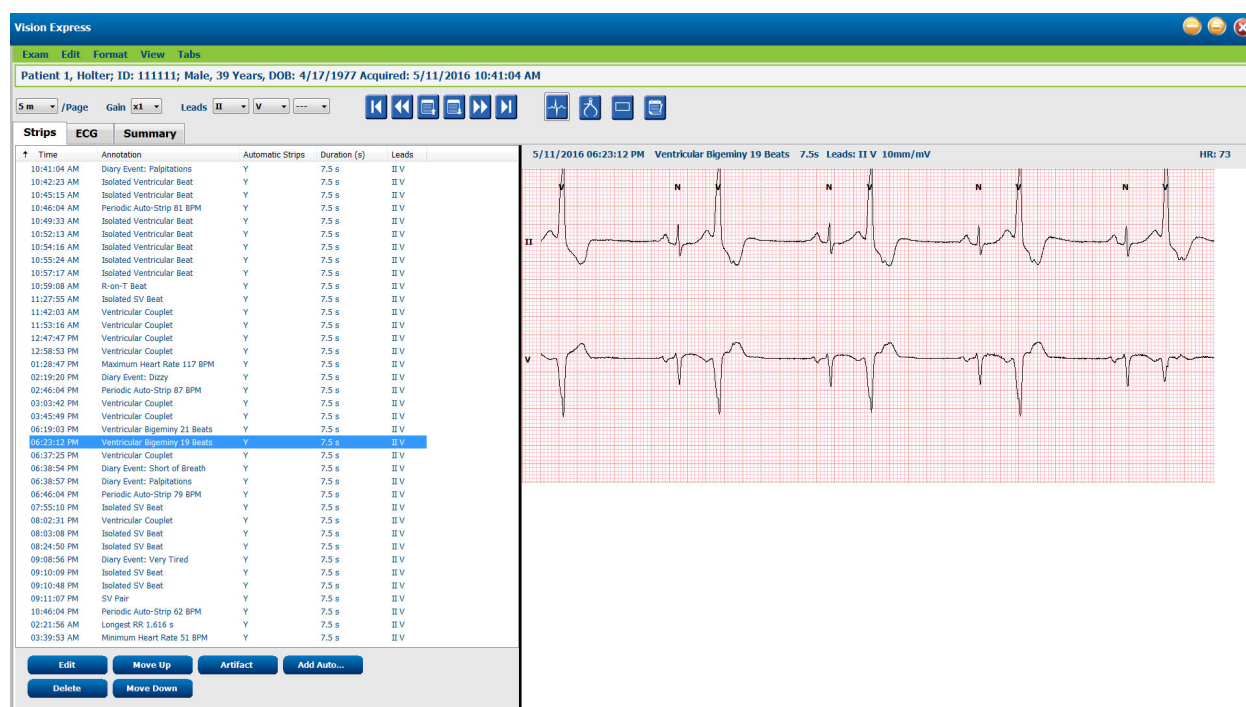 Vision Express
Exam Edit Format View Tabs
Patient 1, Holter; ID: 111111; Male, 39 Years, DOB: 4/17/1977 Acquired: 5/11/2016 10:41:04 AM
5 m /Page Gain x1 Leads II V ---
Strips ECG Summary
↑ Time Annotation Automatic Strips Duration (s) Leads
10:41:04 AM Diary Event: Palpitations Y 7.5 s II V
10:42:23 AM Isolated Ventricular Beat Y 7.5 s II V
10:45:15 AM Isolated Ventricular Beat Y 7.5 s II V
10:46:04 AM Periodic Auto-Strip 81 BPM Y 7.5 s II V
10:49:33 AM Isolated Ventricular Beat Y 7.5 s II V
10:52:13 AM Isolated Ventricular Beat Y 7.5 s II V
10:54:16 AM Isolated Ventricular Beat Y 7.5 s II V
10:55:24 AM Isolated Ventricular Beat Y 7.5 s II V
10:57:17 AM Isolated Ventricular Beat Y 7.5 s II V
10:59:08 AM R-on-T Beat Y 7.5 s II V
11:27:55 AM Isolated SV Beat Y 7.5 s II V
11:42:03 AM Ventricular Couplet Y 7.5 s II V
11:53:16 AM Ventricular Couplet Y 7.5 s II V
12:47:47 PM Ventricular Couplet Y 7.5 s II V
12:58:53 PM Ventricular Couplet Y 7.5 s II V
01:28:47 PM Maximum Heart Rate 117 BPM Y 7.5 s II V
02:19:20 PM Diary Event: Dizzy Y 7.5 s II V
02:46:04 PM Periodic Auto-Strip 87 BPM Y 7.5 s II V
03:03:42 PM Ventricular Couplet Y 7.5 s II V
03:45:49 PM Ventricular Couplet Y 7.5 s II V
06:19:03 PM Ventricular Bigeminy 21 Beats Y 7.5 s II V
06:23:12 PM Ventricular Bigeminy 19 Beats Y 7.5 s II V
06:37:25 PM Ventricular Couplet Y 7.5 s II V
06:38:54 PM Diary Event: Short of Breath Y 7.5 s II V
06:38:57 PM Diary Event: Palpitations Y 7.5 s II V
06:46:04 PM Periodic Auto-Strip 79 BPM Y 7.5 s II V
07:55:10 PM Isolated SV Beat Y 7.5 s II V
08:02:31 PM Ventricular Couplet Y 7.5 s II V
08:03:08 PM Isolated SV Beat Y 7.5 s II V
08:24:50 PM Isolated SV Beat Y 7.5 s II V
09:08:56 PM Diary Event: Very Tired Y 7.5 s II V
09:10:09 PM Isolated SV Beat Y 7.5 s II V
09:10:48 PM Isolated SV Beat Y 7.5 s II V
09:11:07 PM SV Pair Y 7.5 s II V
10:46:04 PM Periodic Auto-Strip 62 BPM Y 7.5 s II V
02:21:56 AM Longest RR 1.616 s Y 7.5 s II V
03:39:53 AM Minimum Heart Rate 51 BPM Y 7.5 s II V
Edit Move Up Artifact Add Auto...
Delete Move Down
5/11/2016 06:23:12 PM Ventricular Bigeminy 19 Beats 7.5s Leads: II V 10mm/mV HR: 73
V N V N V N V N V
II
V